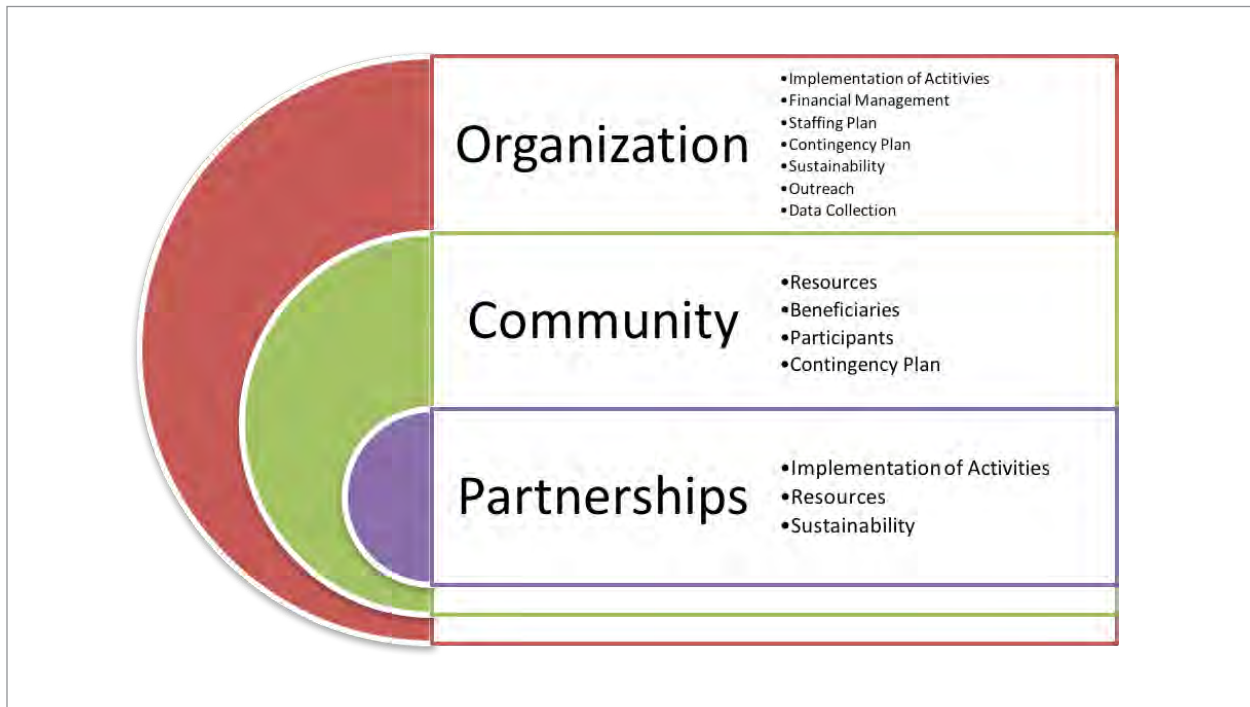 Organization
•Implementation of Actitivies
•Financial Management
•Staffing Plan
•Contingency Plan
•Sustainability
•Outreach
•Data Collection
Community
•Resources
•Beneficiaries
•Participants
•Contingency Plan
Partnerships
•Implementation of Activities
•Resources
•Sustainability